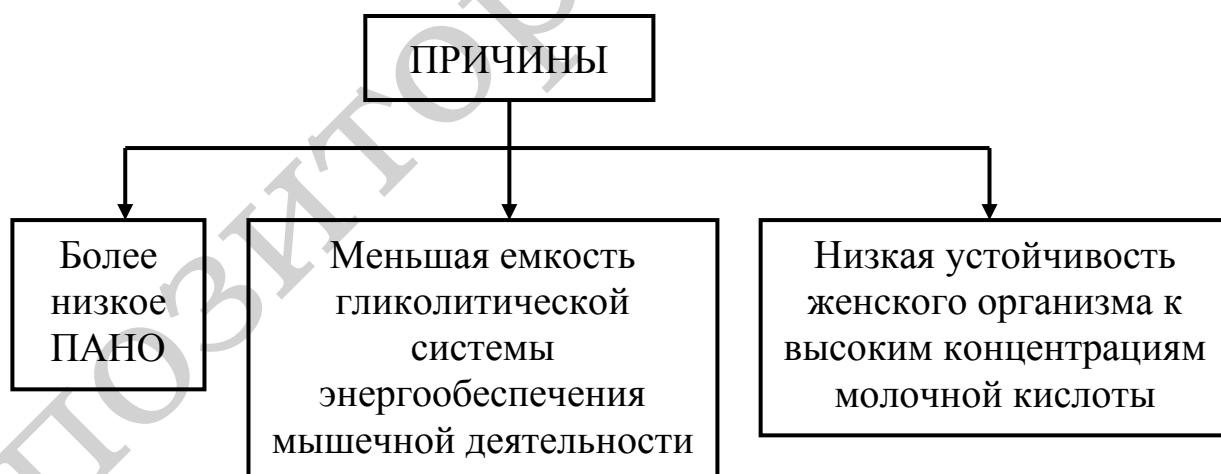 ПРИЧИНЫ
Более
низкое
ПАНО
Меньшая емкость
гликолитической
системы
энергообеспечения
мышечной деятельности
Низкая устойчивость
женского организма к
высоким концентрациям
молочной кислоты
позитор